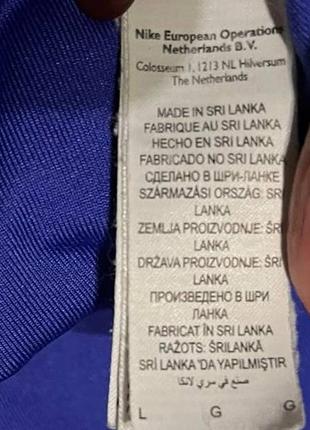 Nike European Operations
Netherlands B.V.
Colosseum 1, 1213 NL Hilversum
The Netherlands
MADE IN SRI LANKA
FABRIQUE AU SRI LANKA
HECHO EN SRI LANKA
FABRICADO NO SRI LANKA
СДЕЛАНО В ШРИ-ЛАНКЕ
SZÁRMAZÁSI ORSZÁG: SRI
LANKA
ZEMLJA PROIZVODNJE: ŠRI
LANKA
DRŽAVA PROIZVODNJE: ŠRI
LANKA
ПРОИЗВЕДЕНО В ШРИ
ЛАНКА
FABRICAT ÎN SRI LANKA
RAŽOTS: ŠRILANKĀ
SRİ LANKA'DA YAPILMIŞTIR
صنع في سري لانكا
L G G